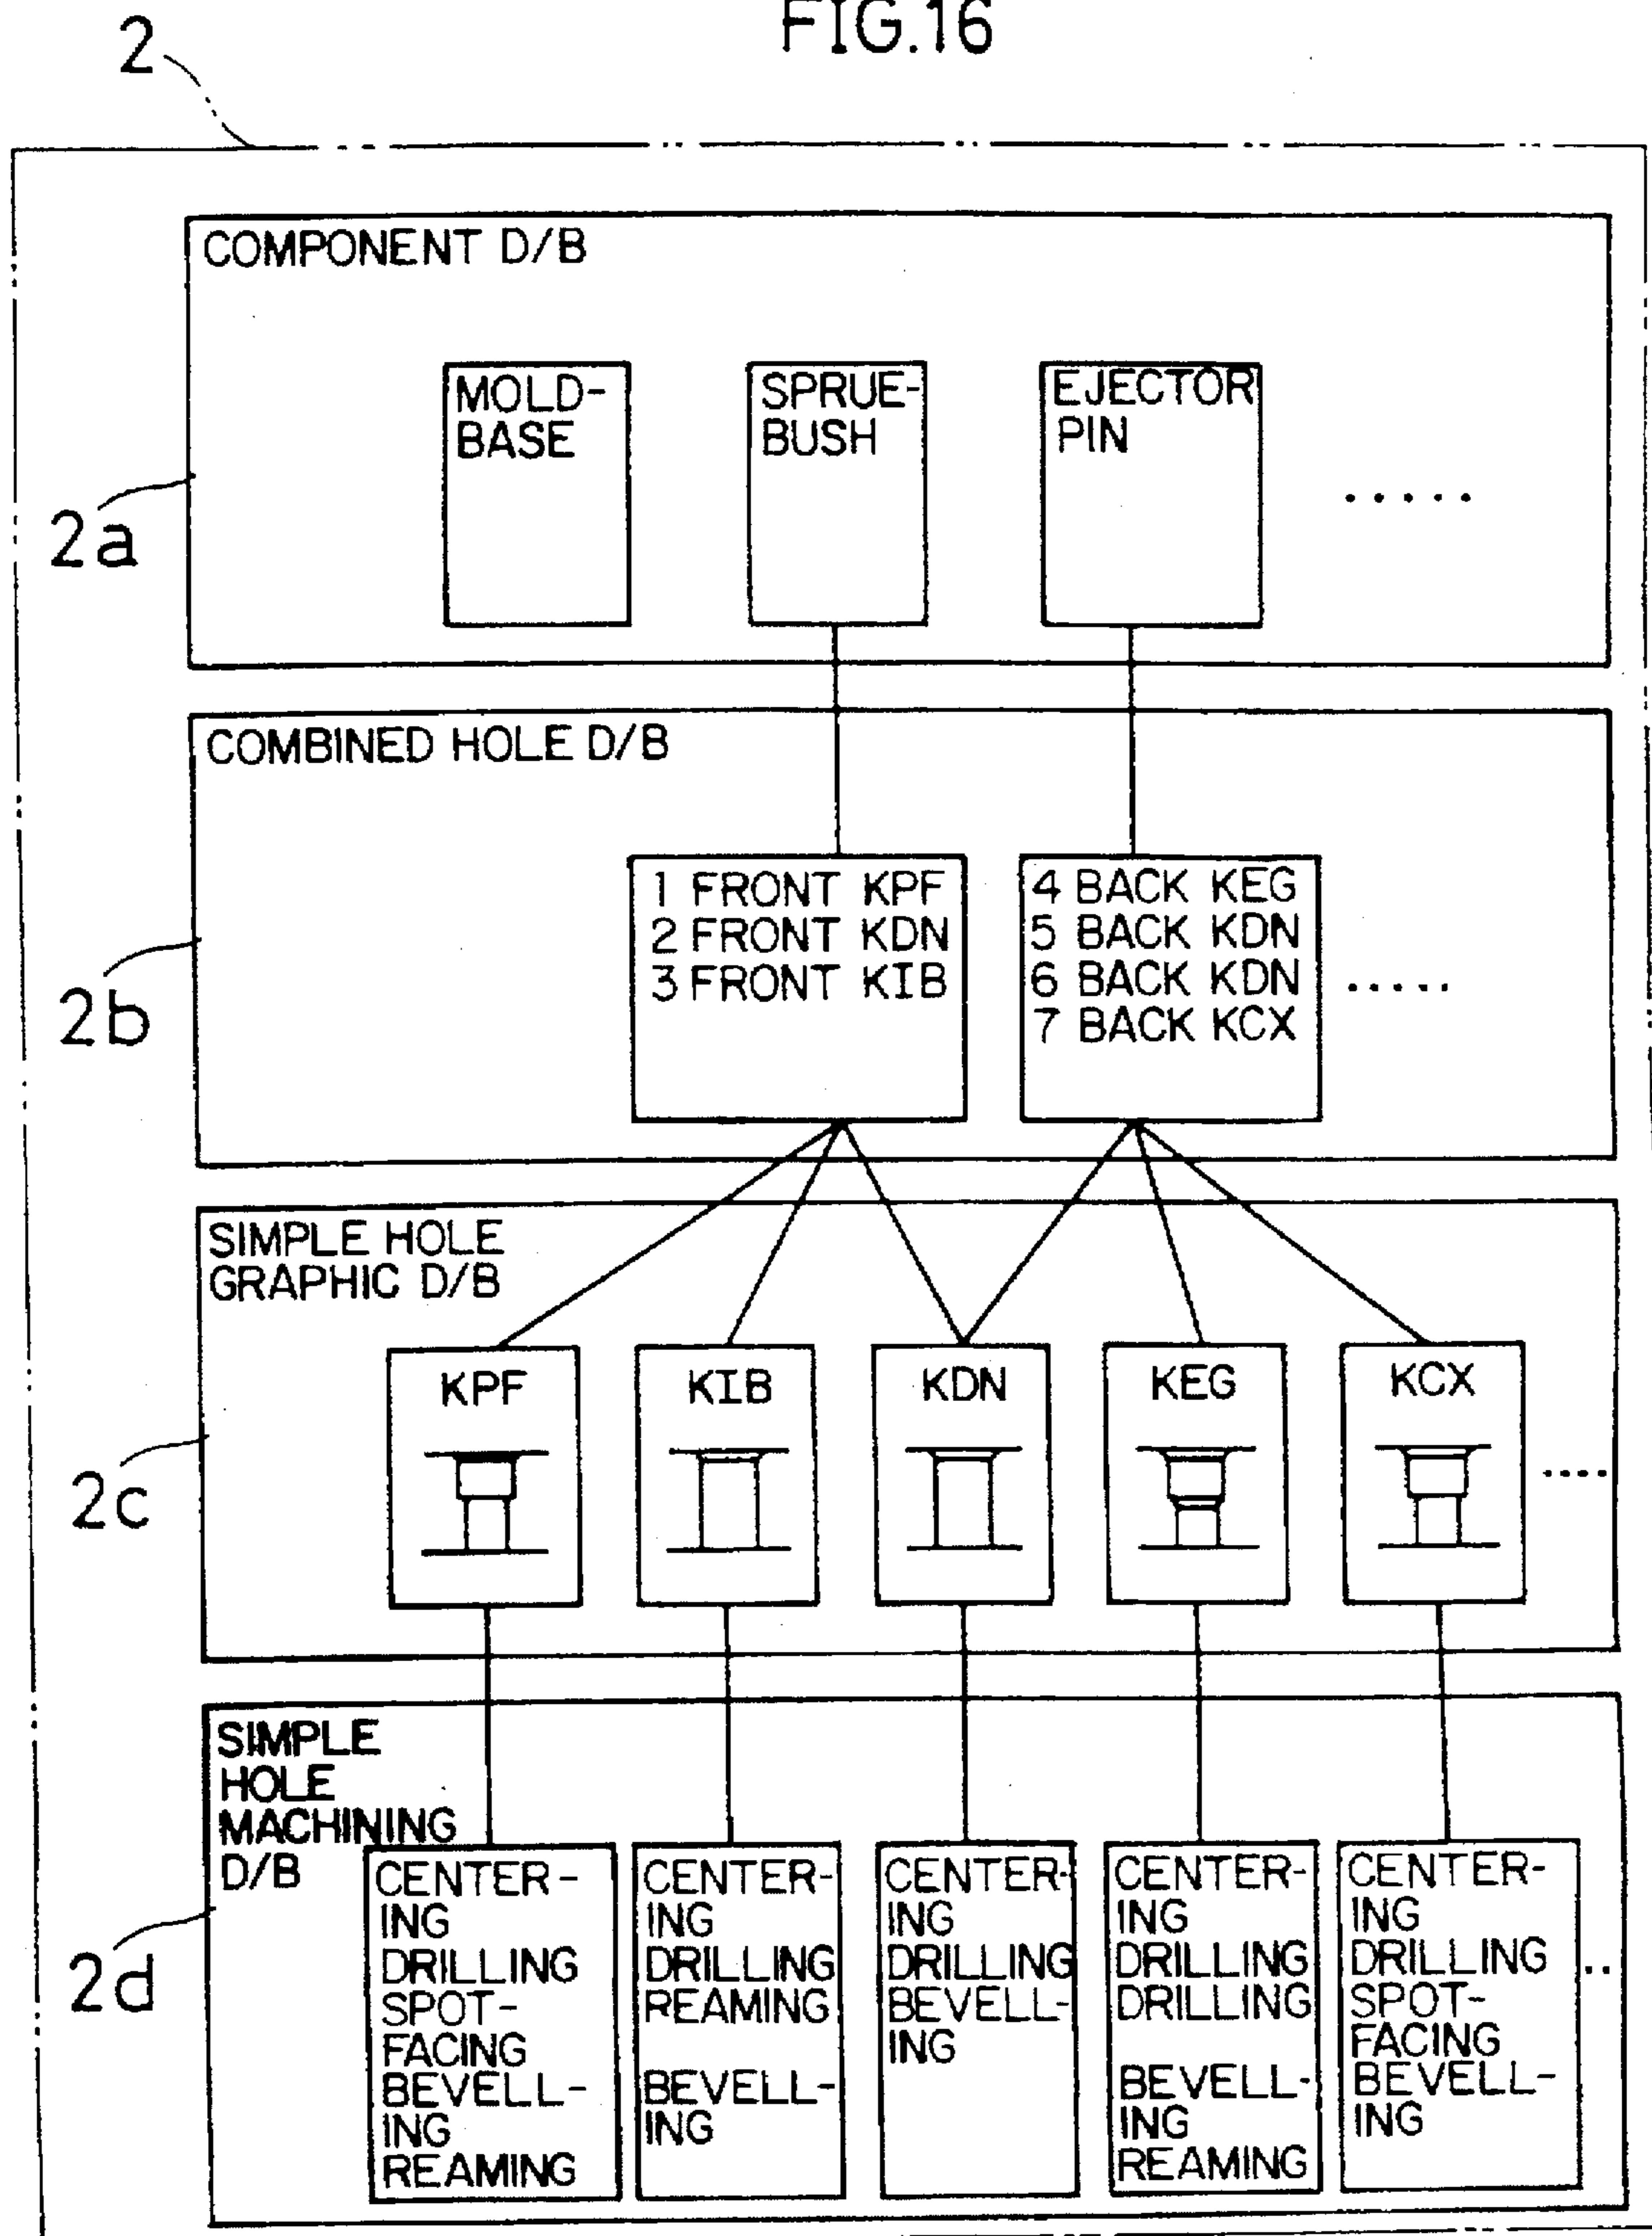 FIG.16
2
COMPONENT D/B
MOLD-
BASE
SPRUE-
BUSH
EJECTOR
PIN
.....
2a
COMBINED HOLE D/B
1 FRONT KPF
2 FRONT KDN
3 FRONT KIB
4 BACK KEG
5 BACK KDN
6 BACK KDN
7 BACK KCX
.....
2b
SIMPLE HOLE
GRAPHIC D/B
KPF
KIB
KDN
KEG
KCX
....
2c
SIMPLE
HOLE
MACHINING
D/B
CENTER-
ING
DRILLING
SPOT-
FACING
BEVELL-
ING
REAMING
CENTER-
ING
DRILLING
REAMING
BEVELL-
ING
CENTER-
ING
DRILLING
BEVELL-
ING
CENTER-
ING
DRILLING
DRILLING
BEVELL-
ING
REAMING
CENTER-
ING
DRILLING
SPOT-
FACING
BEVELL-
ING
..
2d